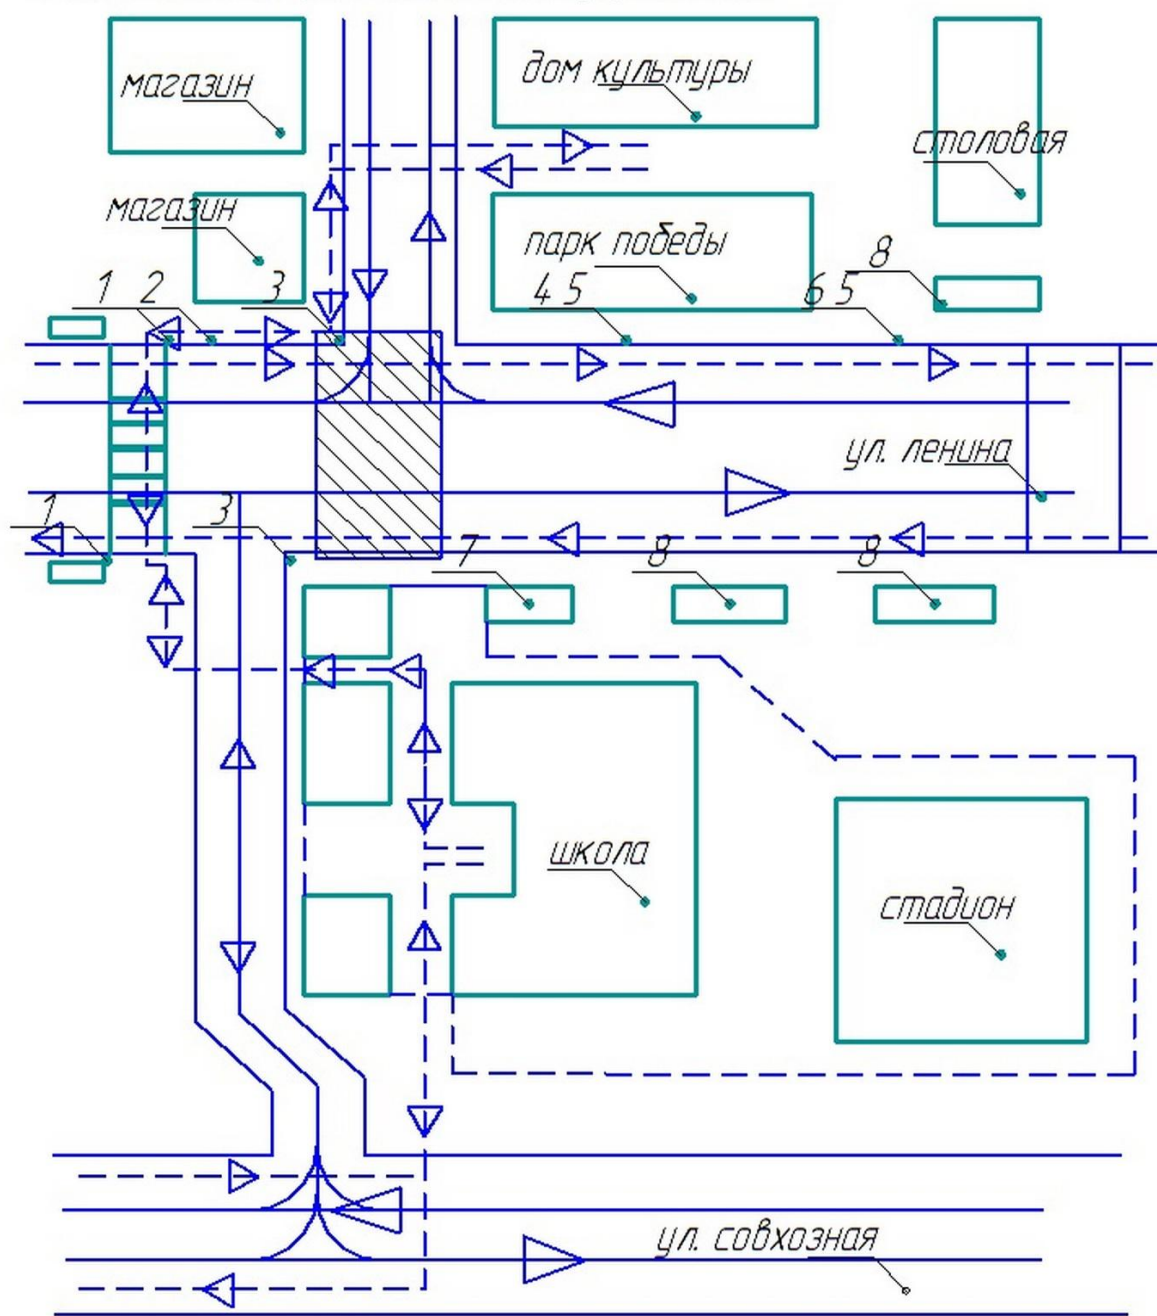 магазин
дом культуры
столовая
магазин
парк победы
8
1 2
3
4 5
6 5
ул. ленина
1
3
7
8
8
школа
стадион
ул. совхозная